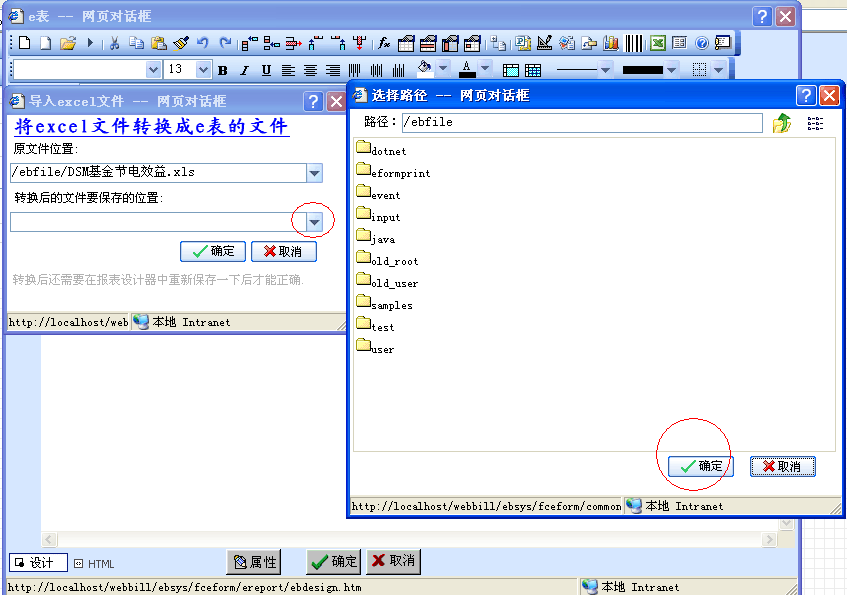 e表 -- 网页对话框
13
B I U
导入excel文件 -- 网页对话框
将excel文件转换成e表的文件
原文件位置:
/ebfile/DSM基金节电效益.xls
转换后的文件要保存的位置:
确定 取消
转换后还需要在报表设计器中重新保存一下后才能正确.
http://localhost/web 本地 Intranet
选择路径 -- 网页对话框
路径: /ebfile
dotnet
eformprint
event
input
java
old_root
old_user
samples
test
user
确定 取消
http://localhost/webbill/ebsys/fceform/common 本地 Intranet
设计 HTML 属性 确定 取消
http://localhost/webbill/ebsys/fceform/ereport/ebdesign.htm 本地 Intranet